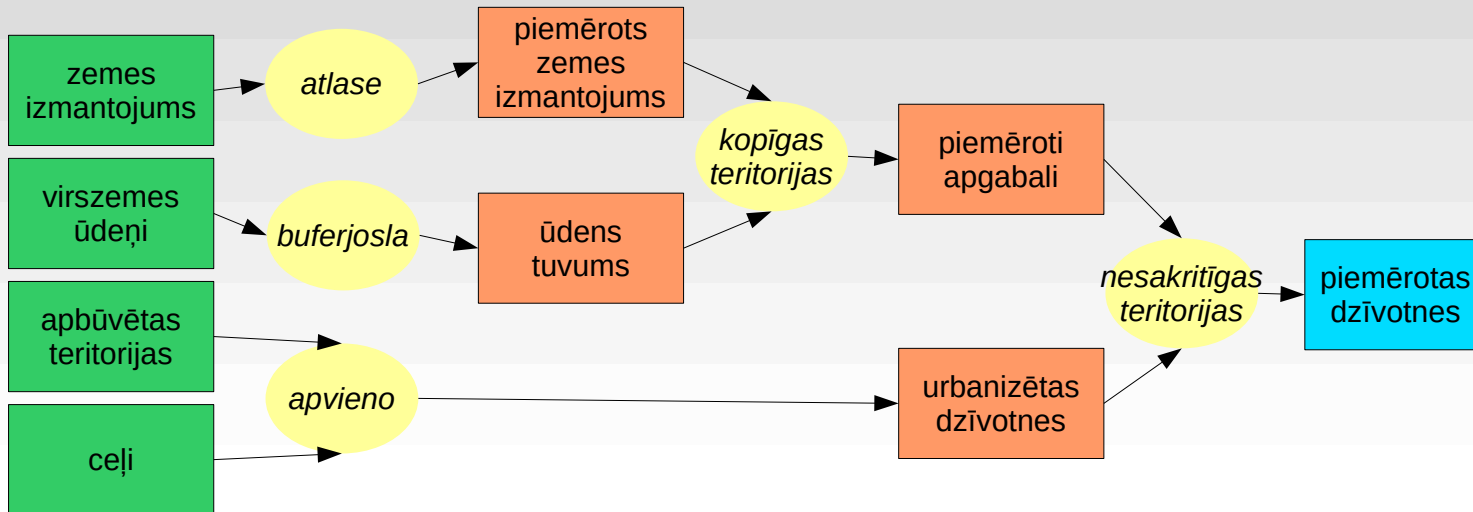 zemes
izmantojums
atlase
piemērots
zemes
izmantojums
virszemes
ūdeņi
buferjosla
ūdens
tuvums
kopīgas
teritorijas
piemēroti
apgabali
apbūvētas
teritorijas
ceļi
apvieno
urbanizētas
dzīvotnes
nesakritīgas
teritorijas
piemērotas
dzīvotnes